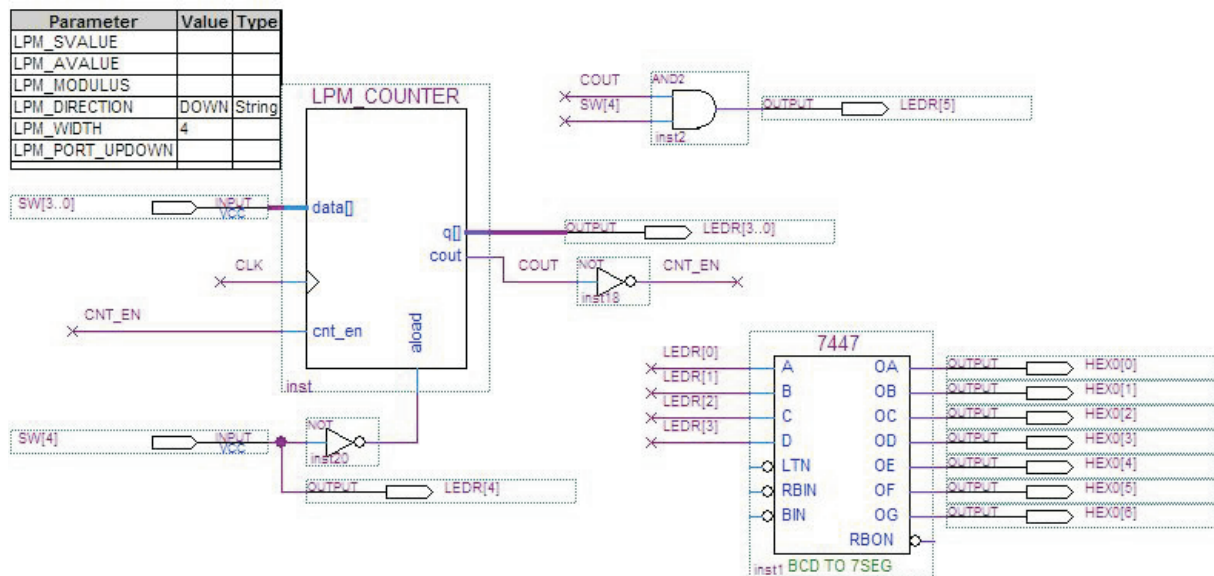 Parameter Value Type
LPM_SVALUE
LPM_AVALUE
LPM_MODULUS
LPM_DIRECTION DOWN String
LPM_WIDTH 4
LPM_PORT_UPDOWN
LPM_COUNTER
SW[3..0] INPUT
VCC
data[]
q[]
OUTPUT LEDR[3..0]
cout
COUT
NOT
inst18
CNT_EN
CLK
CNT_EN
cnt_en
aload
inst
SW[4] INPUT
VCC
NOT
inst20
OUTPUT LEDR[4]
COUT
SW[4]
AND2
inst2
OUTPUT LEDR[5]
7447
LEDR[0] A OA OUTPUT HEX0[0]
LEDR[1] B OB OUTPUT HEX0[1]
LEDR[2] C OC OUTPUT HEX0[2]
LEDR[3] D OD OUTPUT HEX0[3]
LTN OE OUTPUT HEX0[4]
RBIN OF OUTPUT HEX0[5]
BIN OG OUTPUT HEX0[6]
RBON
inst1 BCD TO 7SEG